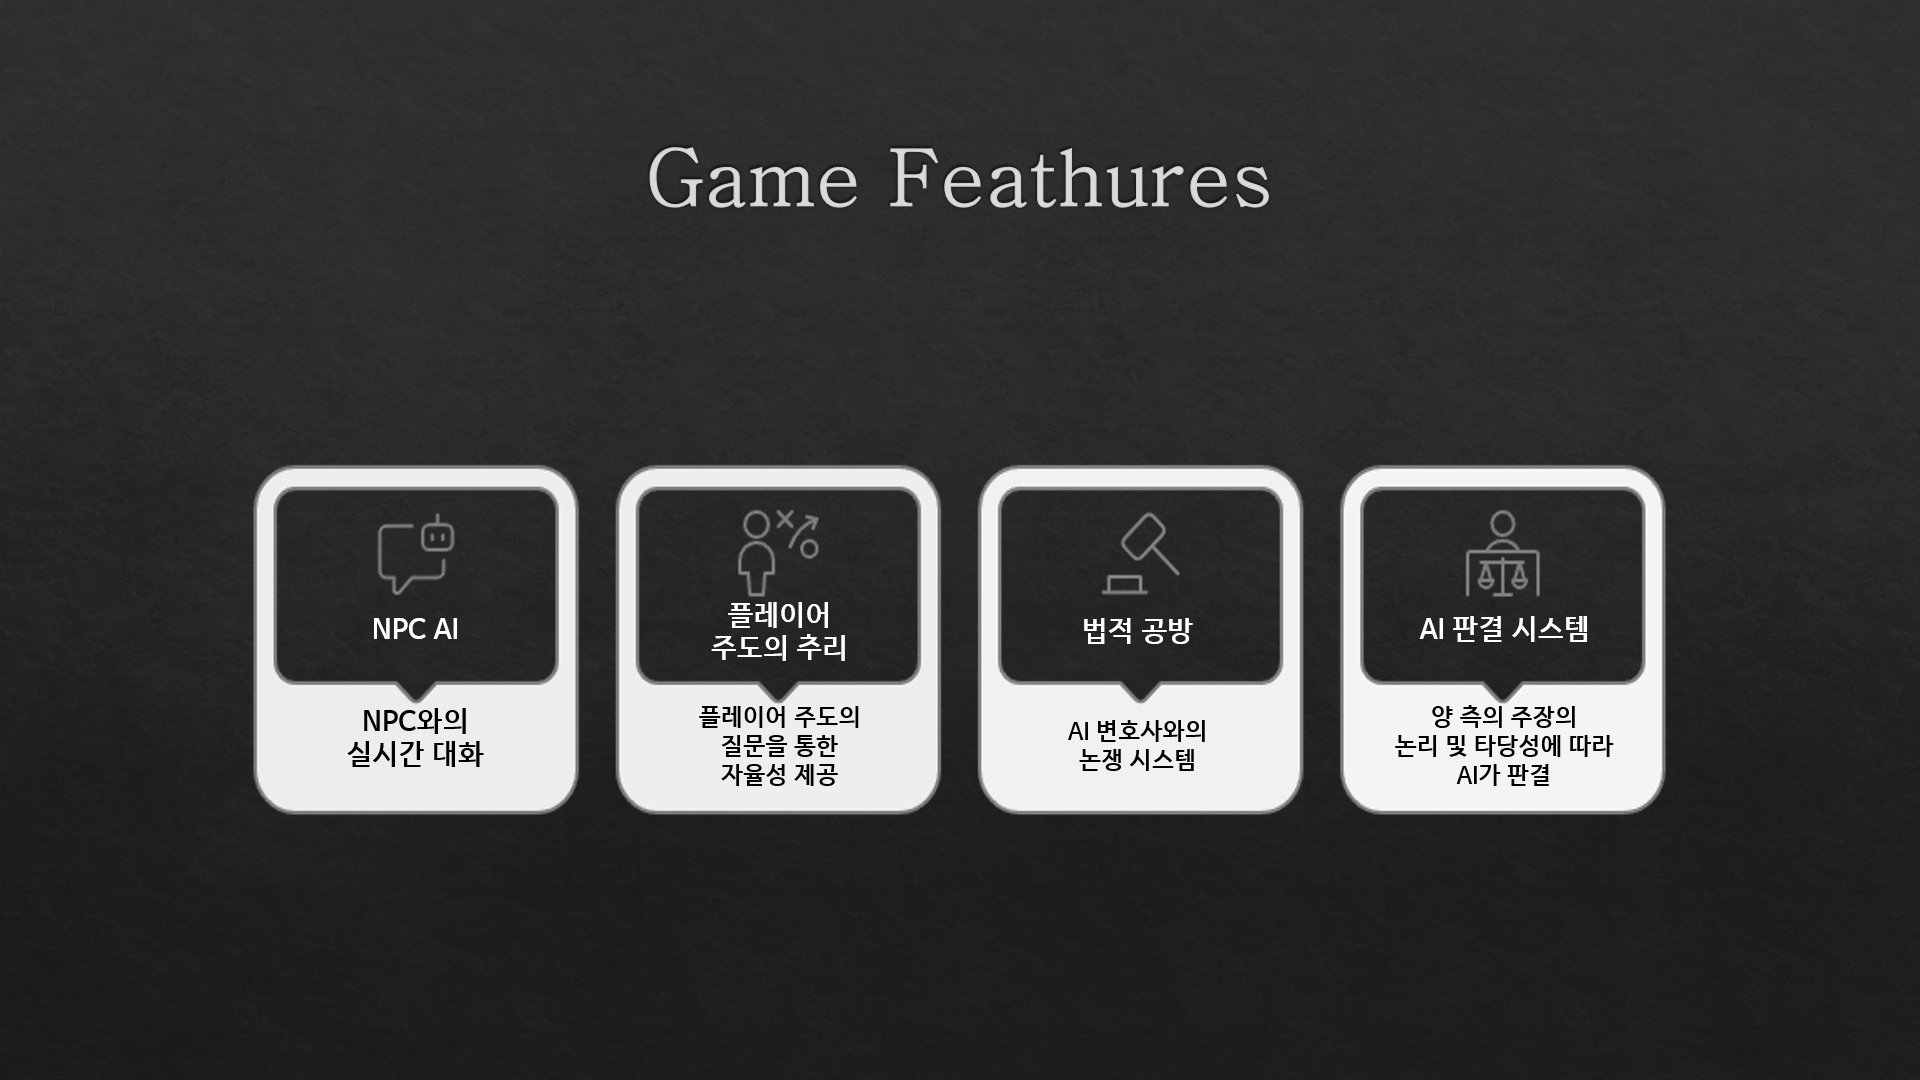 Game Feathures
NPC AI
NPC와의
실시간 대화
플레이어
주도의 추리
플레이어 주도의
질문을 통한
자율성 제공
법적 공방
AI 변호사와의
논쟁 시스템
AI 판결 시스템
양 측의 주장의
논리 및 타당성에 따라
AI가 판결